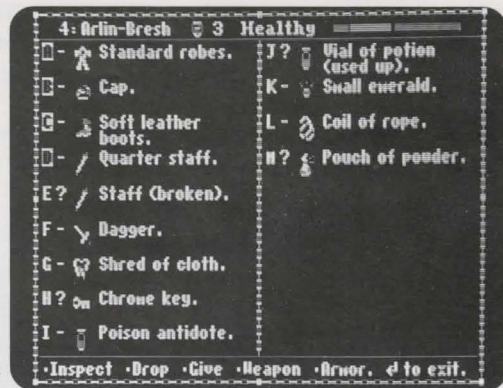 4: Arlin-Bresh 3 Healthy
A - Standard robes.
B - Cap.
C - Soft leather
boots.
D - Quarter staff.
E ? Staff (broken).
F - Dagger.
G - Shred of cloth.
H ? Chrome key.
I - Poison antidote.
J ? Vial of potion
(used up).
K - Small emerald.
L - Coil of rope.
M ? Pouch of powder.
·Inspect ·Drop ·Give ·Weapon ·Armor. ↵ to exit.